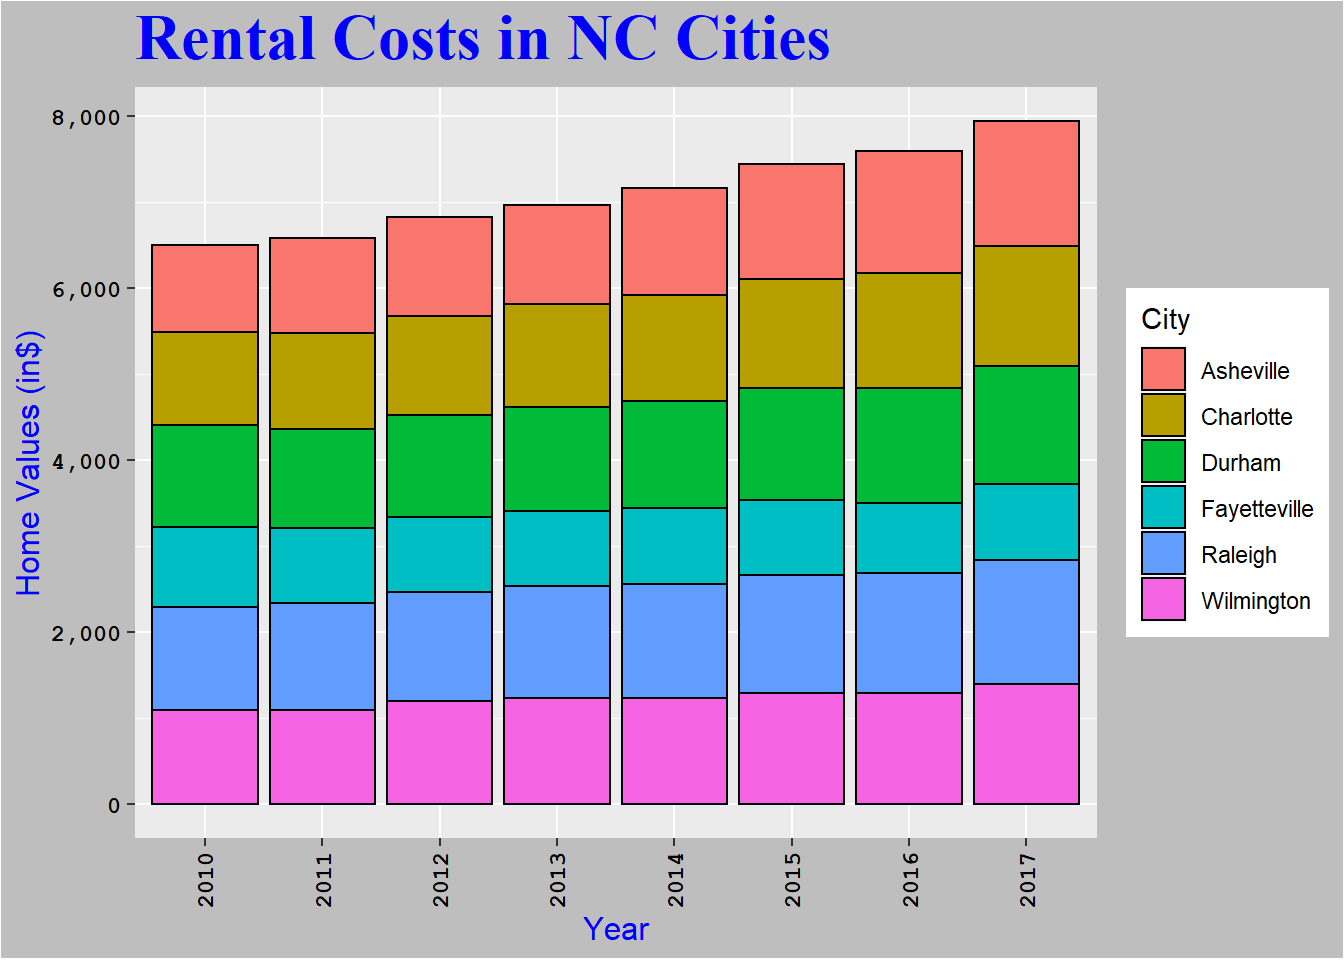 Rental Costs in NC Cities
Home Values (in$)
8,000
6,000
4,000
2,000
0
2010
2011
2012
2013
2014
2015
2016
2017
Year
City
Asheville
Charlotte
Durham
Fayetteville
Raleigh
Wilmington